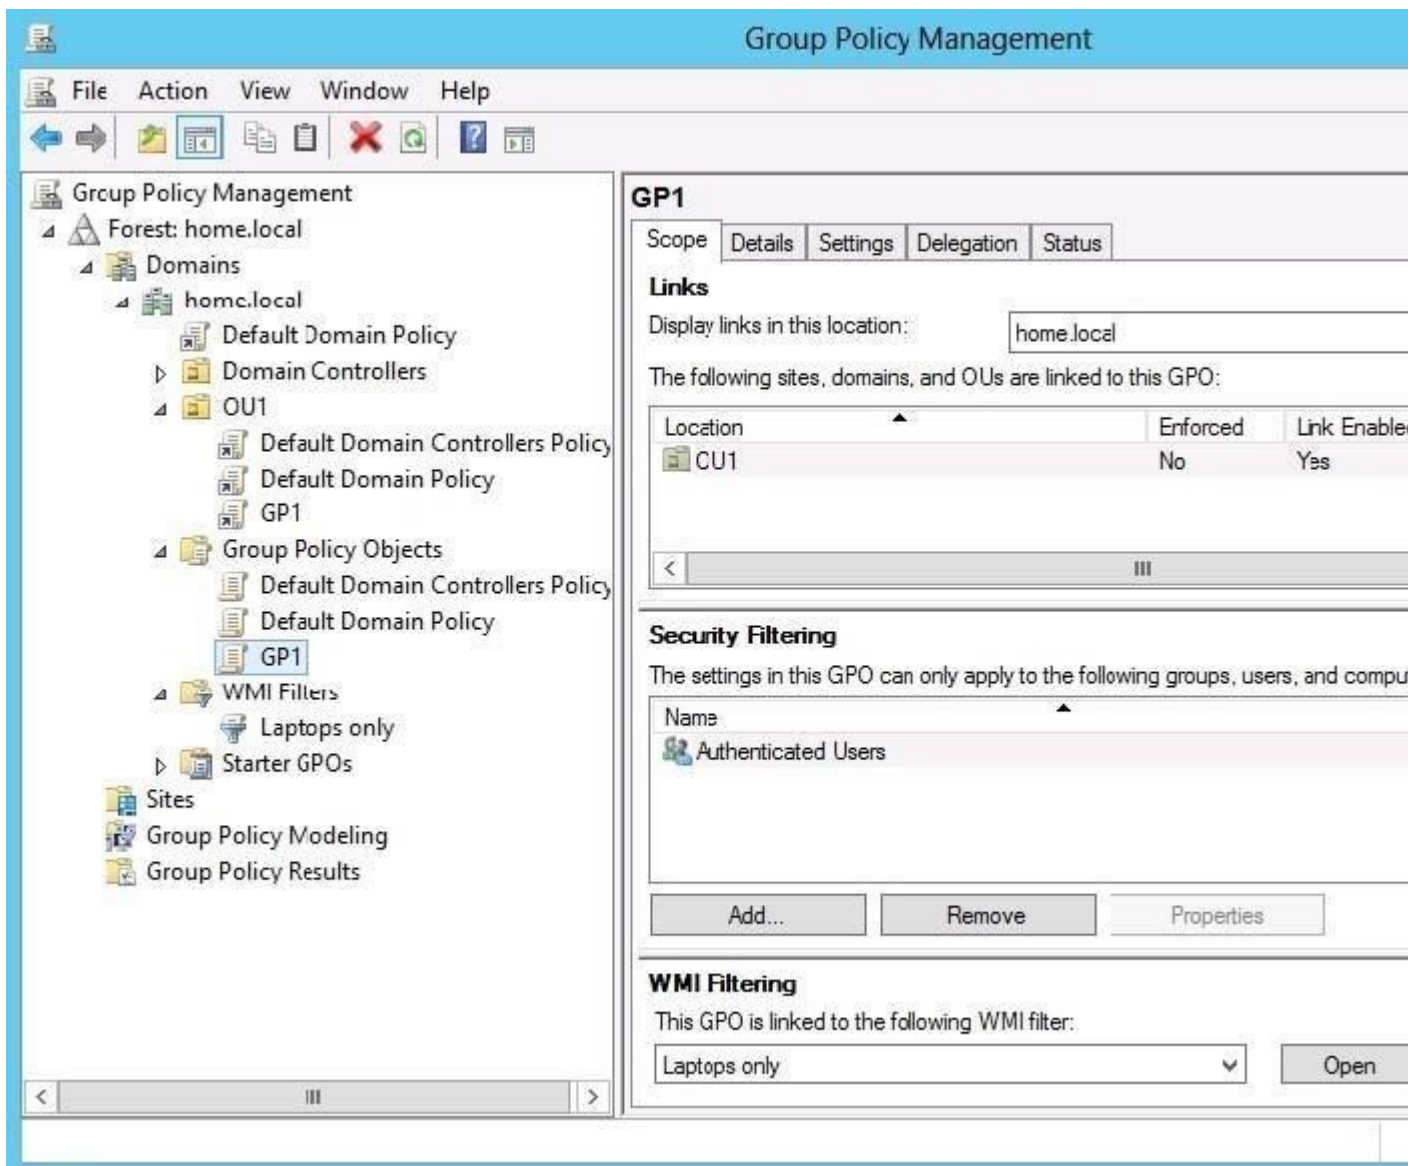 Group Policy Management
File Action View Window Help
Group Policy Management
Forest: home.local
Domains
home.local
Default Domain Policy
Domain Controllers
OU1
Default Domain Controllers Policy
Default Domain Policy
GP1
Group Policy Objects
Default Domain Controllers Policy
Default Domain Policy
GP1
WMI Filters
Laptops only
Starter GPOs
Sites
Group Policy Modeling
Group Policy Results
GP1
Scope Details Settings Delegation Status
Links
Display links in this location: home.local
The following sites, domains, and OUs are linked to this GPO:
Location Enforced Link Enable
OU1 No Yes
Security Filtering
The settings in this GPO can only apply to the following groups, users, and compu
Name
Authenticated Users
Add... Remove Properties
WMI Filtering
This GPO is linked to the following WMI filter:
Laptops only Open